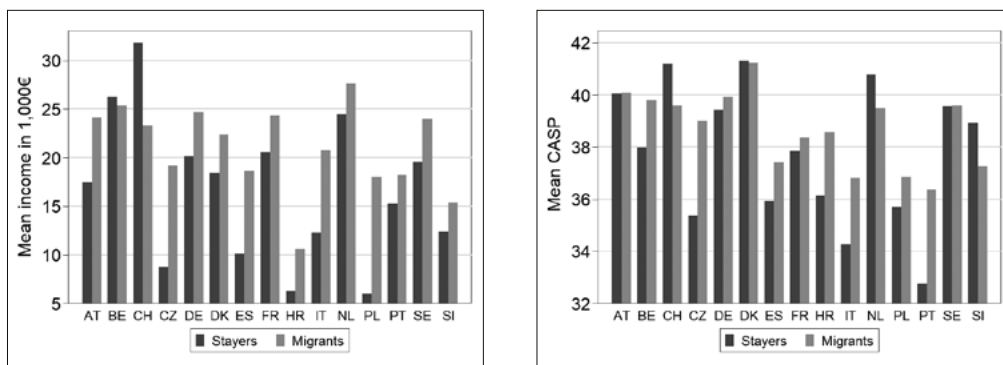 Mean income in 1,000€
30
25
20
15
10
5
AT BE CH CZ DE DK ES FR HR IT NL PL PT SE SI
Stayers Migrants
Mean CASP
42
40
38
36
34
32
AT BE CH CZ DE DK ES FR HR IT NL PL PT SE SI
Stayers Migrants